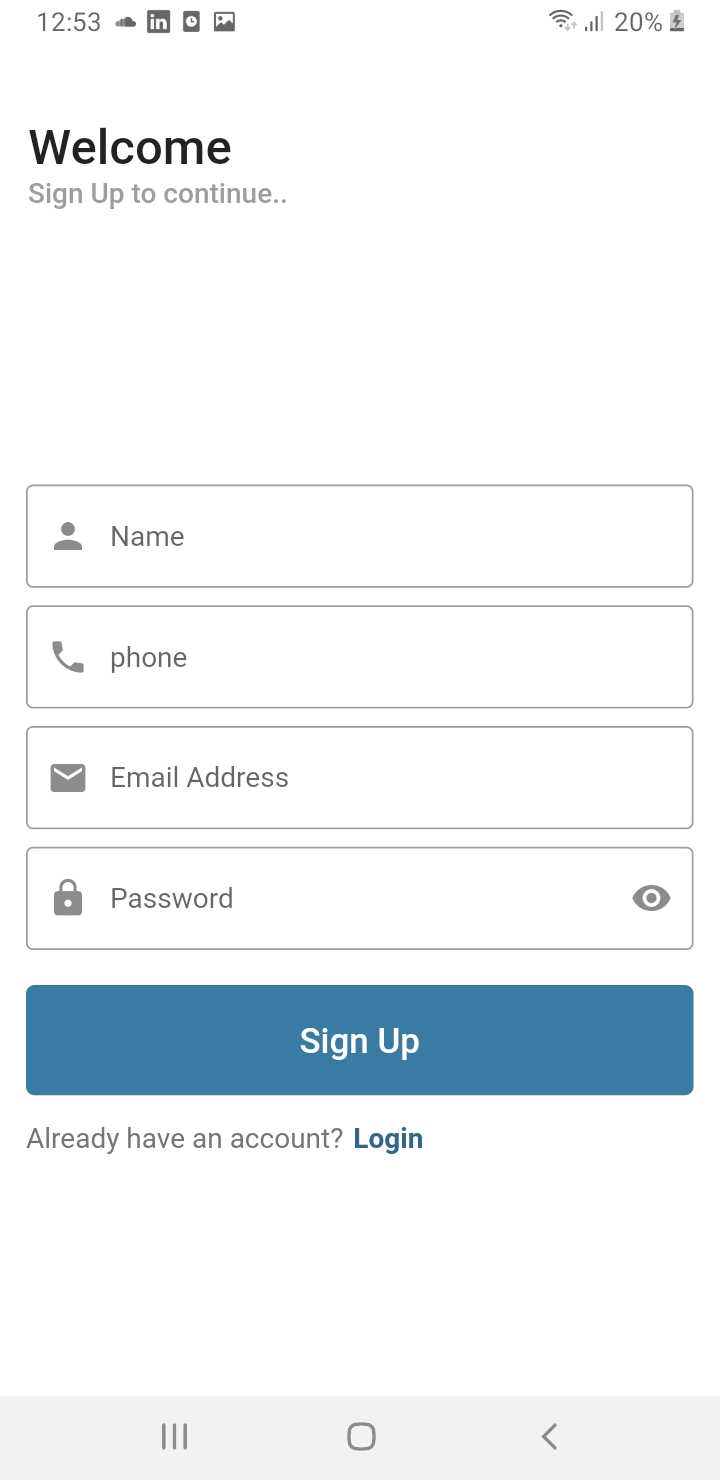 12:53 in 20%
Welcome
Sign Up to continue..
Name
phone
Email Address
Password
Sign Up
Already have an account? Login